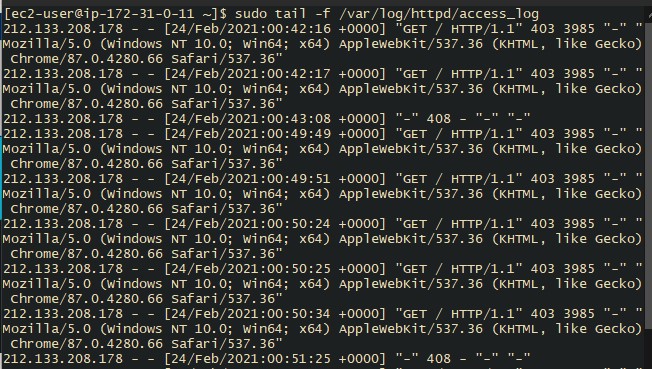 [ec2-user@ip-172-31-0-11 ~]$ sudo tail -f /var/log/httpd/access_log
212.133.208.178 - - [24/Feb/2021:00:42:16 +0000] "GET / HTTP/1.1" 403 3985 "-" "
Mozilla/5.0 (Windows NT 10.0; Win64; x64) AppleWebKit/537.36 (KHTML, like Gecko)
 Chrome/87.0.4280.66 Safari/537.36"
212.133.208.178 - - [24/Feb/2021:00:42:17 +0000] "GET / HTTP/1.1" 403 3985 "-" "
Mozilla/5.0 (Windows NT 10.0; Win64; x64) AppleWebKit/537.36 (KHTML, like Gecko)
 Chrome/87.0.4280.66 Safari/537.36"
212.133.208.178 - - [24/Feb/2021:00:43:08 +0000] "-" 408 - "-" "-"
212.133.208.178 - - [24/Feb/2021:00:49:49 +0000] "GET / HTTP/1.1" 403 3985 "-" "
Mozilla/5.0 (Windows NT 10.0; Win64; x64) AppleWebKit/537.36 (KHTML, like Gecko)
 Chrome/87.0.4280.66 Safari/537.36"
212.133.208.178 - - [24/Feb/2021:00:49:51 +0000] "GET / HTTP/1.1" 403 3985 "-" "
Mozilla/5.0 (Windows NT 10.0; Win64; x64) AppleWebKit/537.36 (KHTML, like Gecko)
 Chrome/87.0.4280.66 Safari/537.36"
212.133.208.178 - - [24/Feb/2021:00:50:24 +0000] "GET / HTTP/1.1" 403 3985 "-" "
Mozilla/5.0 (Windows NT 10.0; Win64; x64) AppleWebKit/537.36 (KHTML, like Gecko)
 Chrome/87.0.4280.66 Safari/537.36"
212.133.208.178 - - [24/Feb/2021:00:50:25 +0000] "GET / HTTP/1.1" 403 3985 "-" "
Mozilla/5.0 (Windows NT 10.0; Win64; x64) AppleWebKit/537.36 (KHTML, like Gecko)
 Chrome/87.0.4280.66 Safari/537.36"
212.133.208.178 - - [24/Feb/2021:00:50:34 +0000] "GET / HTTP/1.1" 403 3985 "-" "
Mozilla/5.0 (Windows NT 10.0; Win64; x64) AppleWebKit/537.36 (KHTML, like Gecko)
 Chrome/87.0.4280.66 Safari/537.36"
212.133.208.178 - - [24/Feb/2021:00:51:25 +0000] "-" 408 - "-" "-"